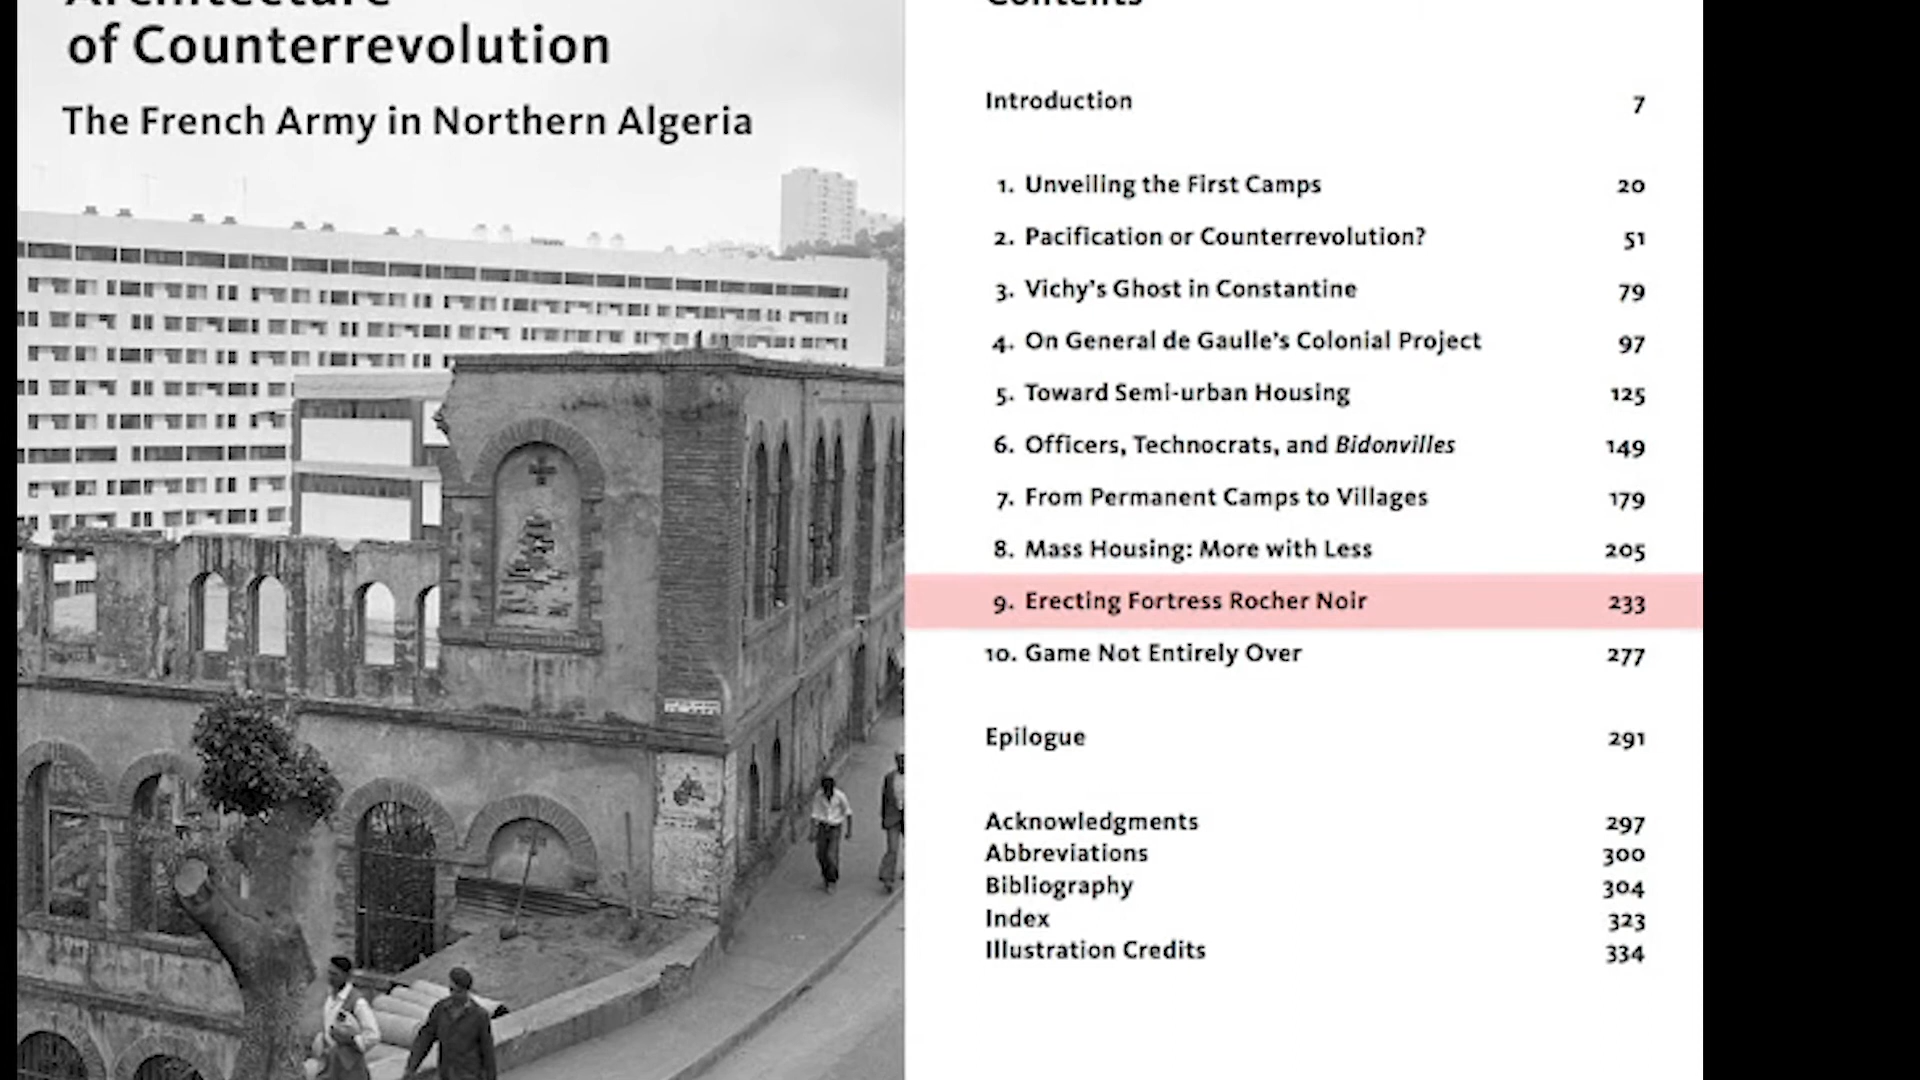 Architecture
of Counterrevolution
The French Army in Northern Algeria
Contents
Introduction 7
1. Unveiling the First Camps 20
2. Pacification or Counterrevolution? 51
3. Vichy's Ghost in Constantine 79
4. On General de Gaulle's Colonial Project 97
5. Toward Semi-urban Housing 125
6. Officers, Technocrats, and Bidonvilles 149
7. From Permanent Camps to Villages 179
8. Mass Housing: More with Less 205
9. Erecting Fortress Rocher Noir 233
10. Game Not Entirely Over 277
Epilogue 291
Acknowledgments 297
Abbreviations 300
Bibliography 304
Index 323
Illustration Credits 334